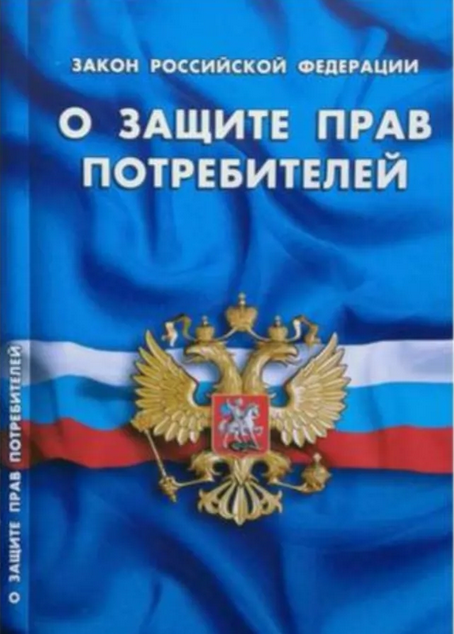 ЗАКОН РОССИЙСКОЙ ФЕДЕРАЦИИ
О ЗАЩИТЕ ПРАВ
ПОТРЕБИТЕЛЕЙ
О ЗАЩИТЕ ПРАВ ПОТРЕБИТЕЛЕЙ